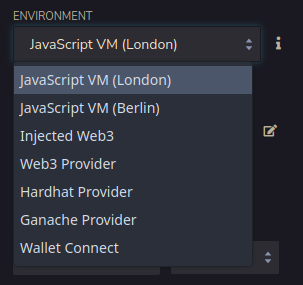 ENVIRONMENT
JavaScript VM (London)
JavaScript VM (London)
JavaScript VM (Berlin)
Injected Web3
Web3 Provider
Hardhat Provider
Ganache Provider
Wallet Connect